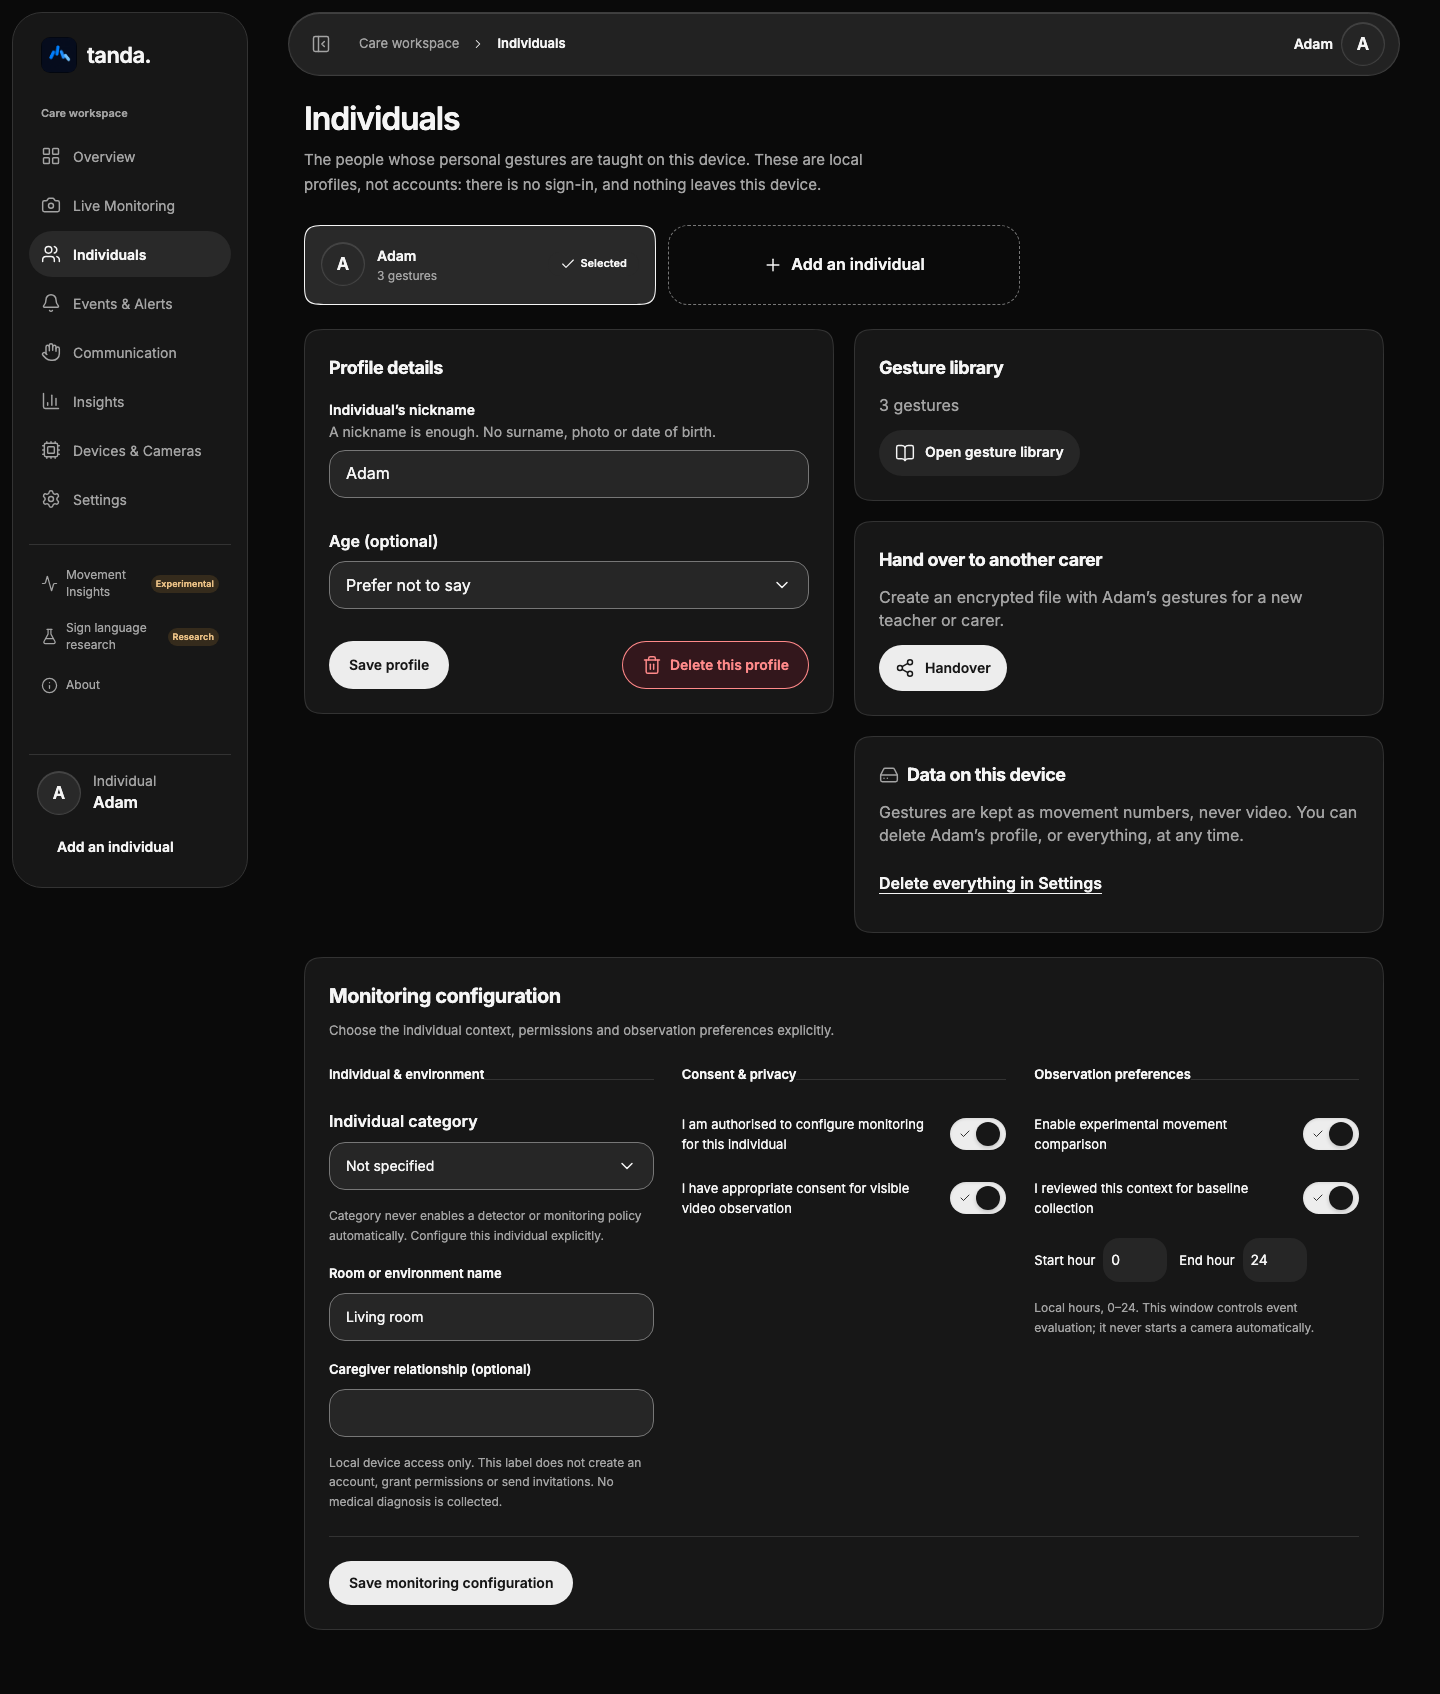 tanda.
Care workspace
Overview
Live Monitoring
Individuals
Events & Alerts
Communication
Insights
Devices & Cameras
Settings
Movement
Insights
Experimental
Sign language
research
Research
About
A
Individual
Adam
Add an individual
Care workspace
Individuals
Adam
A
Individuals
The people whose personal gestures are taught on this device. These are local
profiles, not accounts: there is no sign-in, and nothing leaves this device.
A
Adam
3 gestures
Selected
Add an individual
Profile details
Individual’s nickname
A nickname is enough. No surname, photo or date of birth.
Adam
Age (optional)
Prefer not to say
Save profile
Delete this profile
Gesture library
3 gestures
Open gesture library
Hand over to another carer
Create an encrypted file with Adam’s gestures for a new
teacher or carer.
Handover
Data on this device
Gestures are kept as movement numbers, never video. You can
delete Adam’s profile, or everything, at any time.
Delete everything in Settings
Monitoring configuration
Choose the individual context, permissions and observation preferences explicitly.
Individual & environment
Individual category
Not specified
Category never enables a detector or monitoring policy
automatically. Configure this individual explicitly.
Room or environment name
Living room
Caregiver relationship (optional)
Local device access only. This label does not create an
account, grant permissions or send invitations. No
medical diagnosis is collected.
Consent & privacy
I am authorised to configure monitoring
for this individual
I have appropriate consent for visible
video observation
Observation preferences
Enable experimental movement
comparison
I reviewed this context for baseline
collection
Start hour 0 End hour 24
Local hours, 0–24. This window controls event
evaluation; it never starts a camera automatically.
Save monitoring configuration